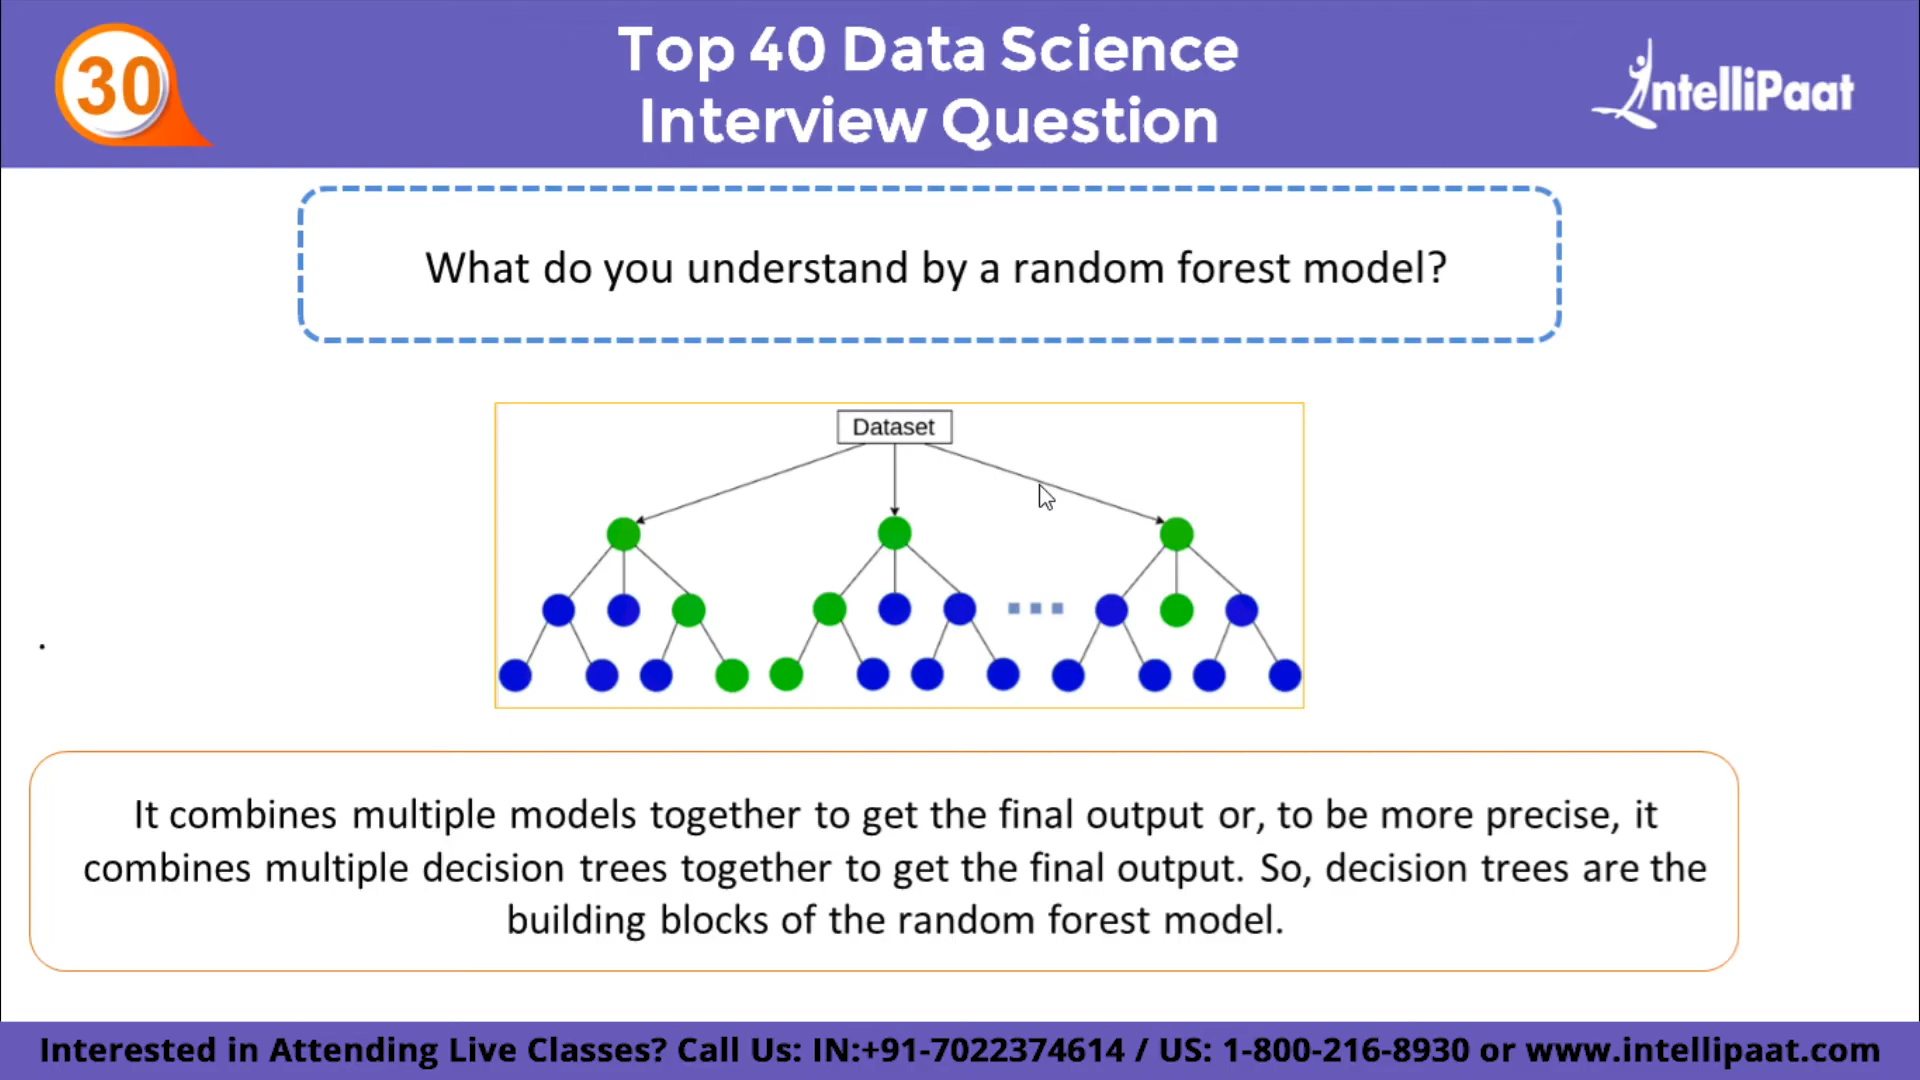 30
Top 40 Data Science
Interview Question
IntelliPaat
What do you understand by a random forest model?
Dataset
It combines multiple models together to get the final output or, to be more precise, it
combines multiple decision trees together to get the final output. So, decision trees are the
building blocks of the random forest model.
Interested in Attending Live Classes? Call Us: IN:+91-7022374614 / US: 1-800-216-8930 or www.intellipaat.com